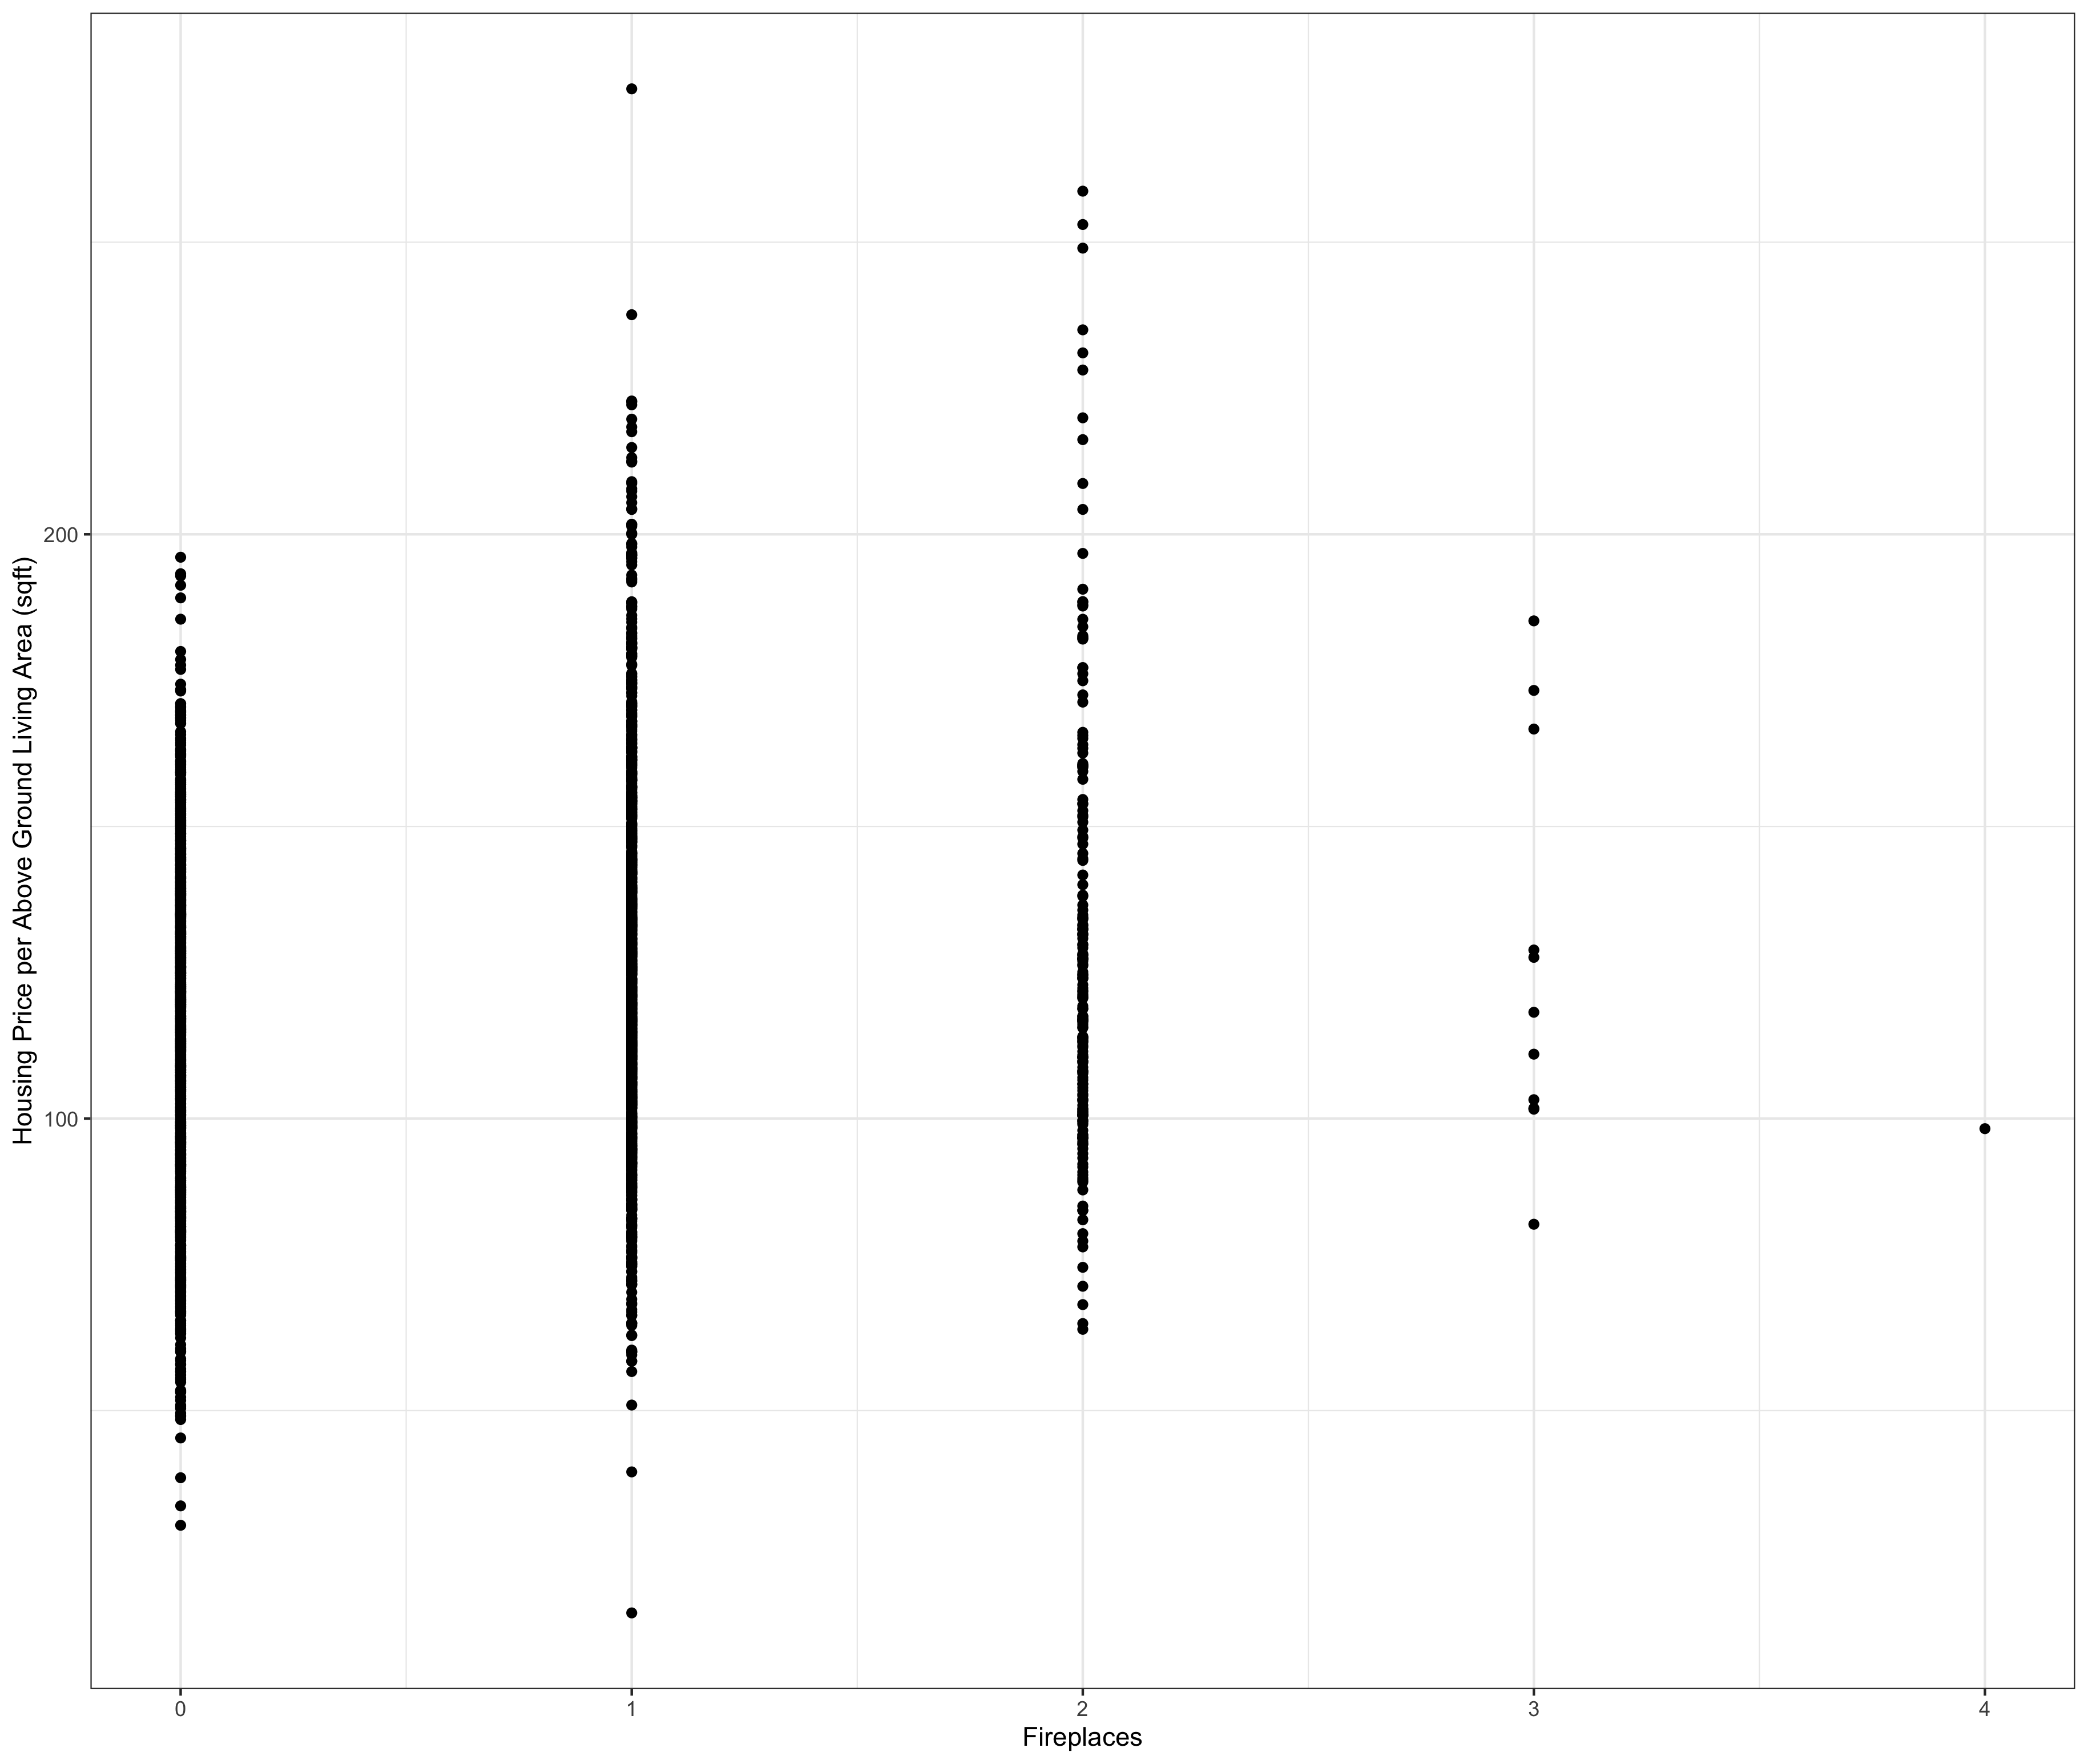 Housing Price per Above Ground Living Area (sqft)
200
100
0 1 2 3 4
Fireplaces